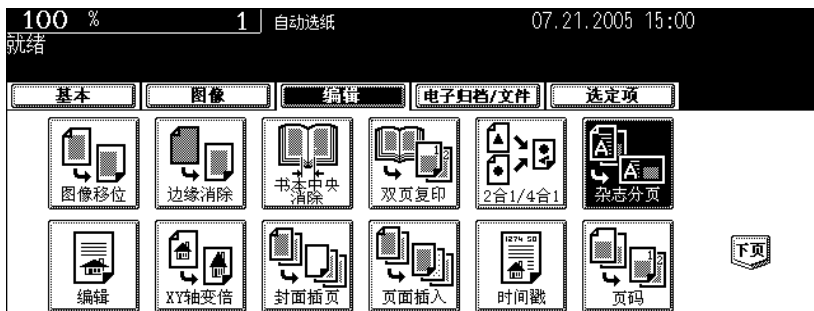 100 % 1 自动选纸 07.21.2005 15:00
就绪
基本 图像 编辑 电子归档/文件 选定项
图像移位 边缘消除 书本中央消除 双页复印 2合1/4合1 杂志分页
下页
编辑 XY轴变倍 封面插页 页面插入 时间戳 页码